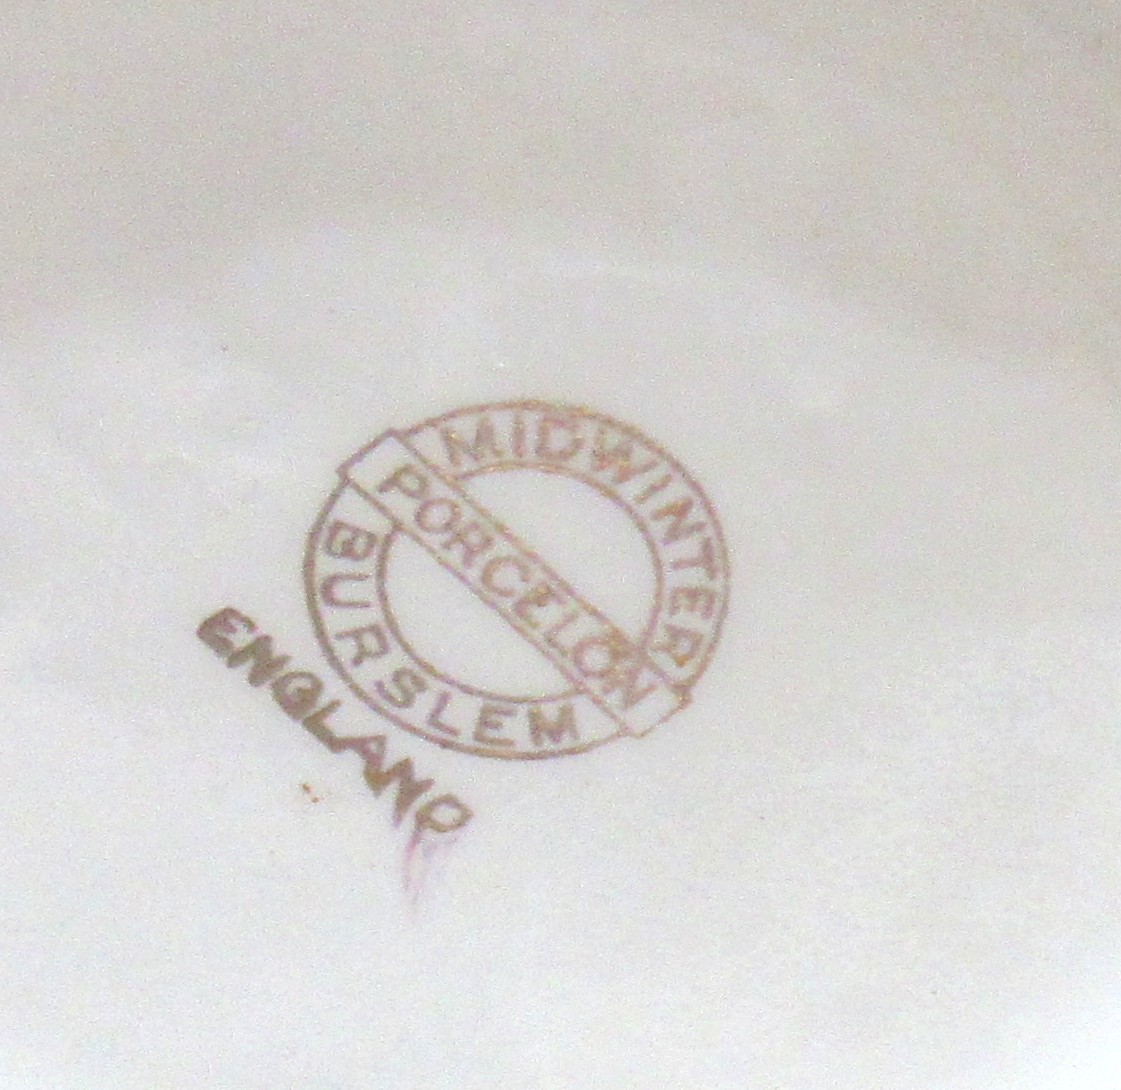 MIDWINTER
PORCELON
BURSLEM
ENGLAND